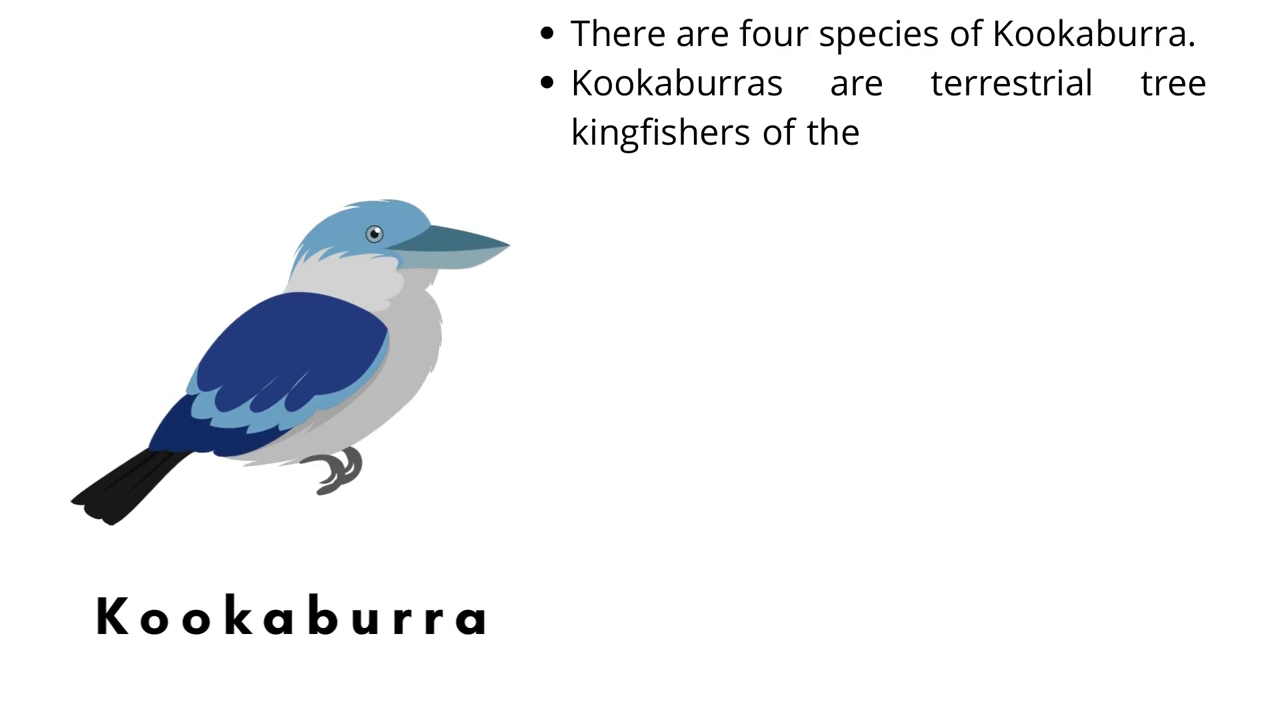 • There are four species of Kookaburra.
• Kookaburras are terrestrial tree
kingfishers of the
Kookaburra